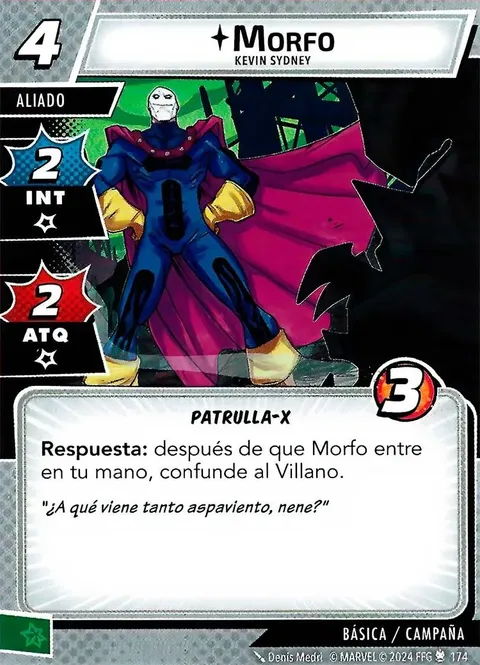 4
MORFO
KEVIN SYDNEY
ALIADO
2
INT
2
ATQ
3
PATRULLA-X
Respuesta: después de que Morfo entre
en tu mano, confunde al Villano.
"¿A qué viene tanto aspaviento, nene?"
BÁSICA / CAMPAÑA
Denis Medri © MARVEL © 2024 FFG 174